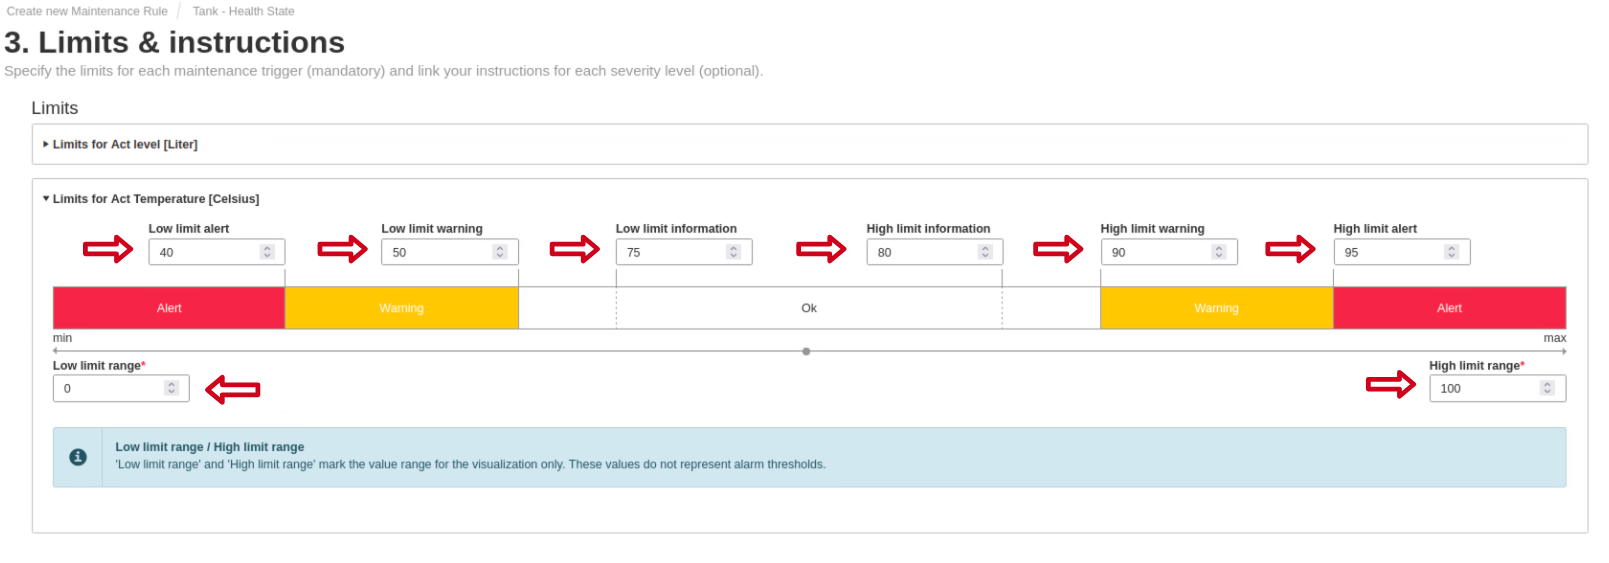 Create new Maintenance Rule / Tank - Health State
3. Limits & instructions
Specify the limits for each maintenance trigger (mandatory) and link your instructions for each severity level (optional).
Limits
Limits for Act level [Liter]
Limits for Act Temperature [Celsius]
Low limit alert Low limit warning Low limit information High limit information High limit warning High limit alert
40 50 75 80 90 95
Alert Warning Ok Warning Alert
min max
Low limit range* High limit range*
0 100
Low limit range / High limit range
'Low limit range' and 'High limit range' mark the value range for the visualization only. These values do not represent alarm thresholds.